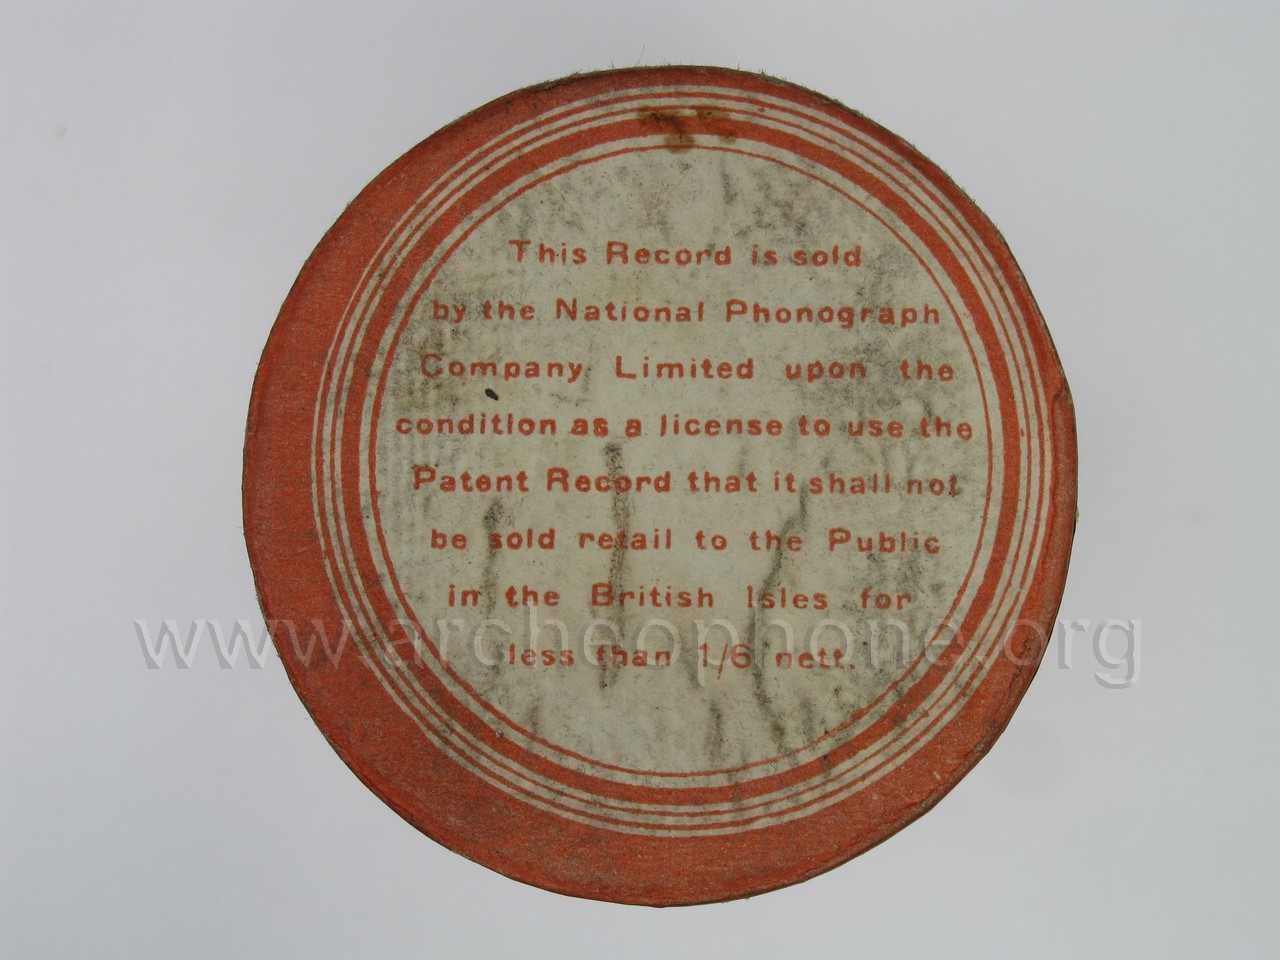 This Record is sold
by the National Phonograph
Company Limited upon the
condition as a license to use the
Patent Record that it shall not
be sold retail to the Public
in the British Isles for
www.archeophone.org
less than 1/6 nett.